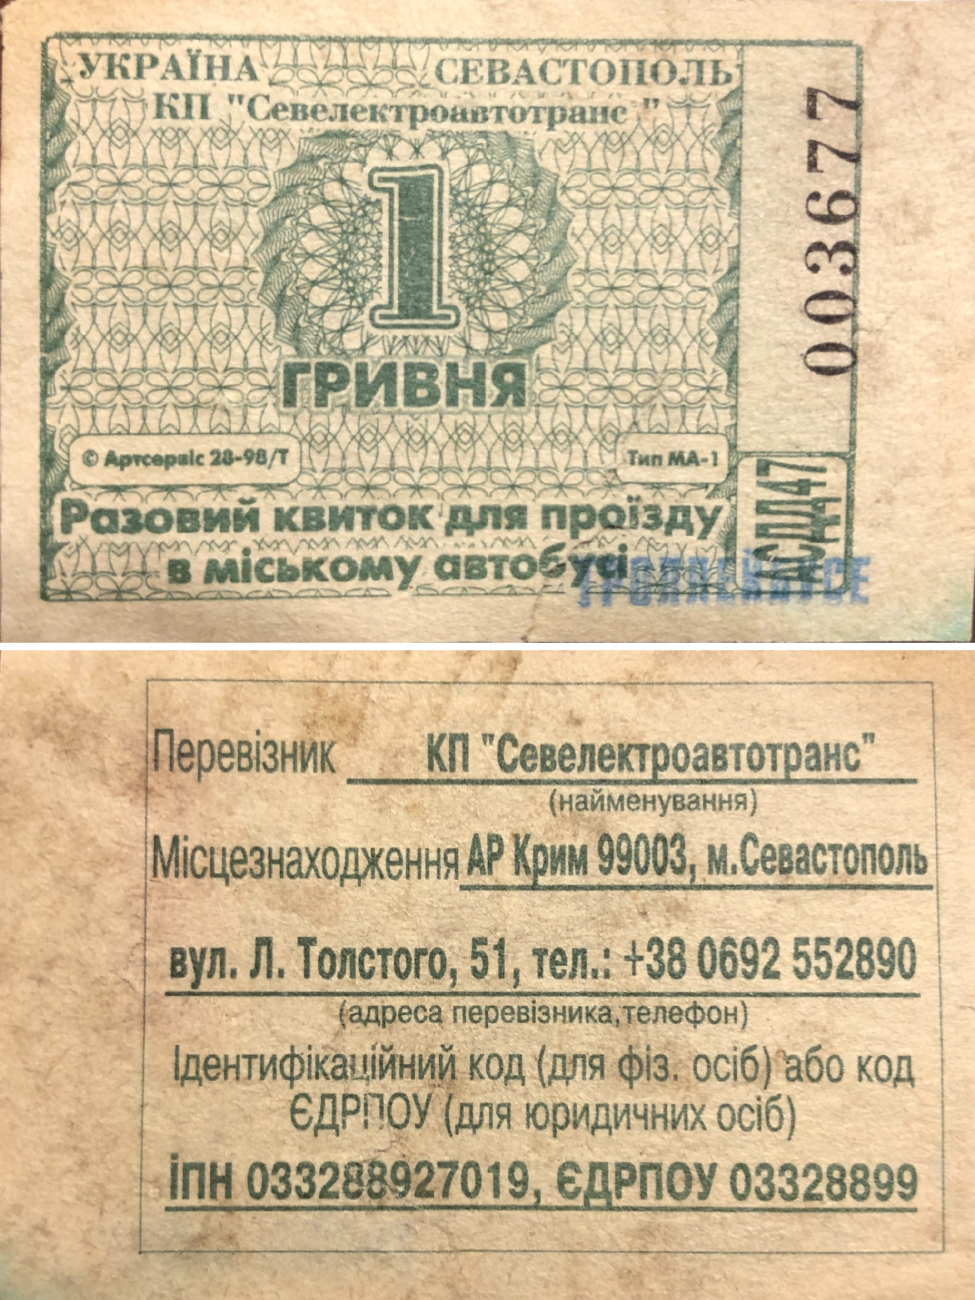 УКРАЇНА СЕВАСТОПОЛЬ
КП "Севелектроавтотранс"
1
ГРИВНЯ
© Артсервіс 28-98/Т Тип МА-1
Разовий квиток для проїзду
в міському автобусі
ТРОЛЛЕЙБУСЕ
003677
АСДД47
Перевізник КП "Севелектроавтотранс"
(найменування)
Місцезнаходження АР Крим 99003, м.Севастополь
вул. Л. Толстого, 51, тел.: +38 0692 552890
(адреса перевізника,телефон)
Ідентифікаційний код (для фіз. осіб) або код
ЄДРПОУ (для юридичних осіб)
ІПН 033288927019, ЄДРПОУ 03328899